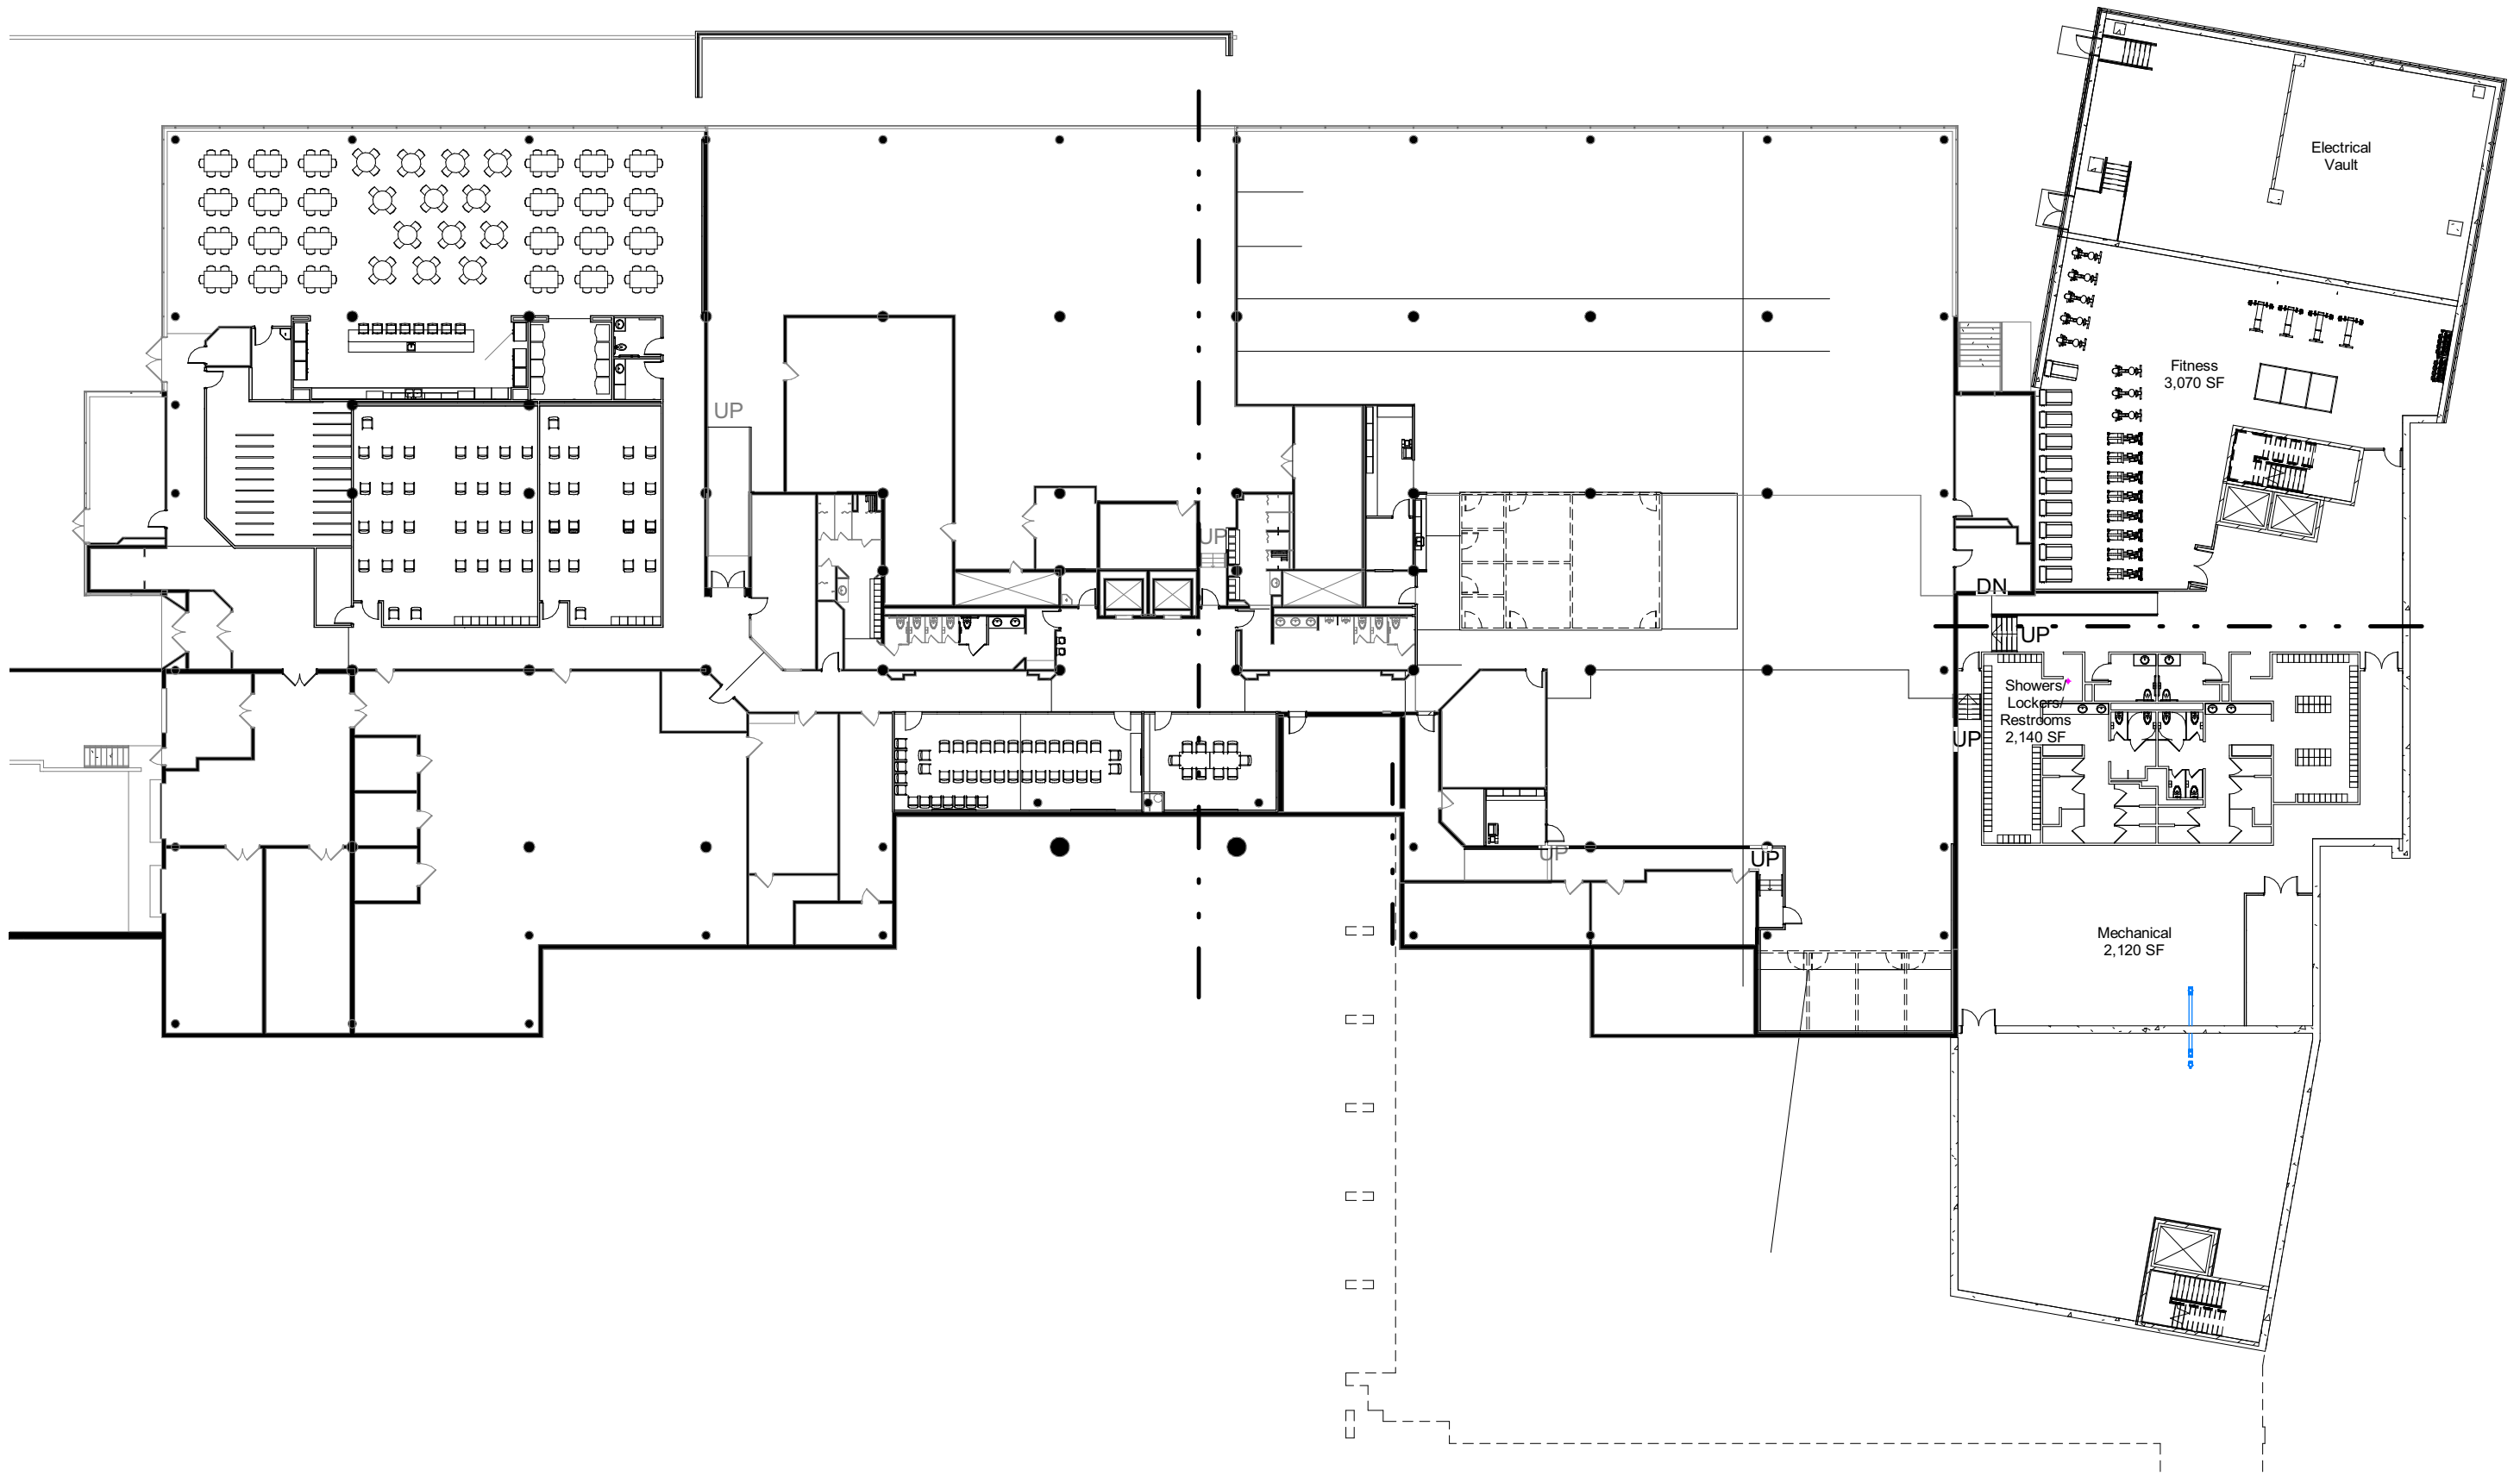 Electrical
Vault
Fitness
3,070 SF
UP
UP
DN
UP
Showers/
Lockers/
Restrooms
2,140 SF
UP
UP
UP
Mechanical
2,120 SF